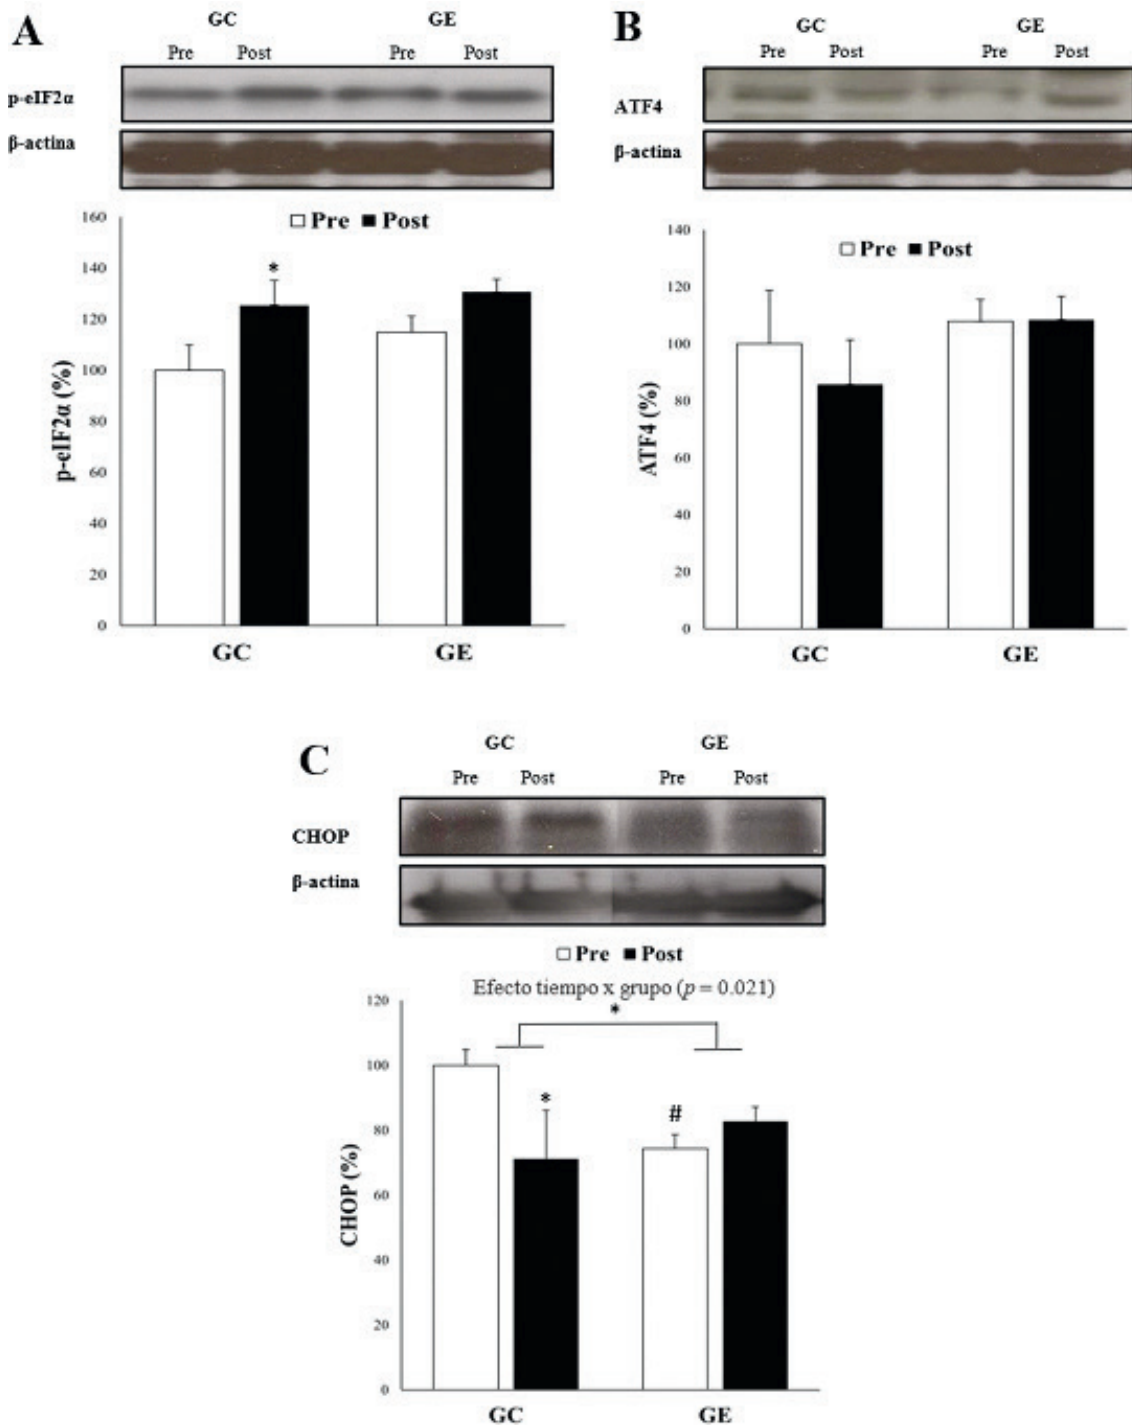 A
GC GE
Pre Post Pre Post
p-eIF2α
β-actina
□ Pre ■ Post
160
140
120
100
80
60
40
20
0
p-eIF2α (%)
*
GC GE
B
GC GE
Pre Post Pre Post
ATF4
β-actina
□ Pre ■ Post
140
120
100
80
60
40
20
0
ATF4 (%)
GC GE
C
GC GE
Pre Post Pre Post
CHOP
β-actina
□ Pre ■ Post
Efecto tiempo x grupo (p = 0.021)
*
120
100
80
60
40
20
0
CHOP (%)
* #
GC GE